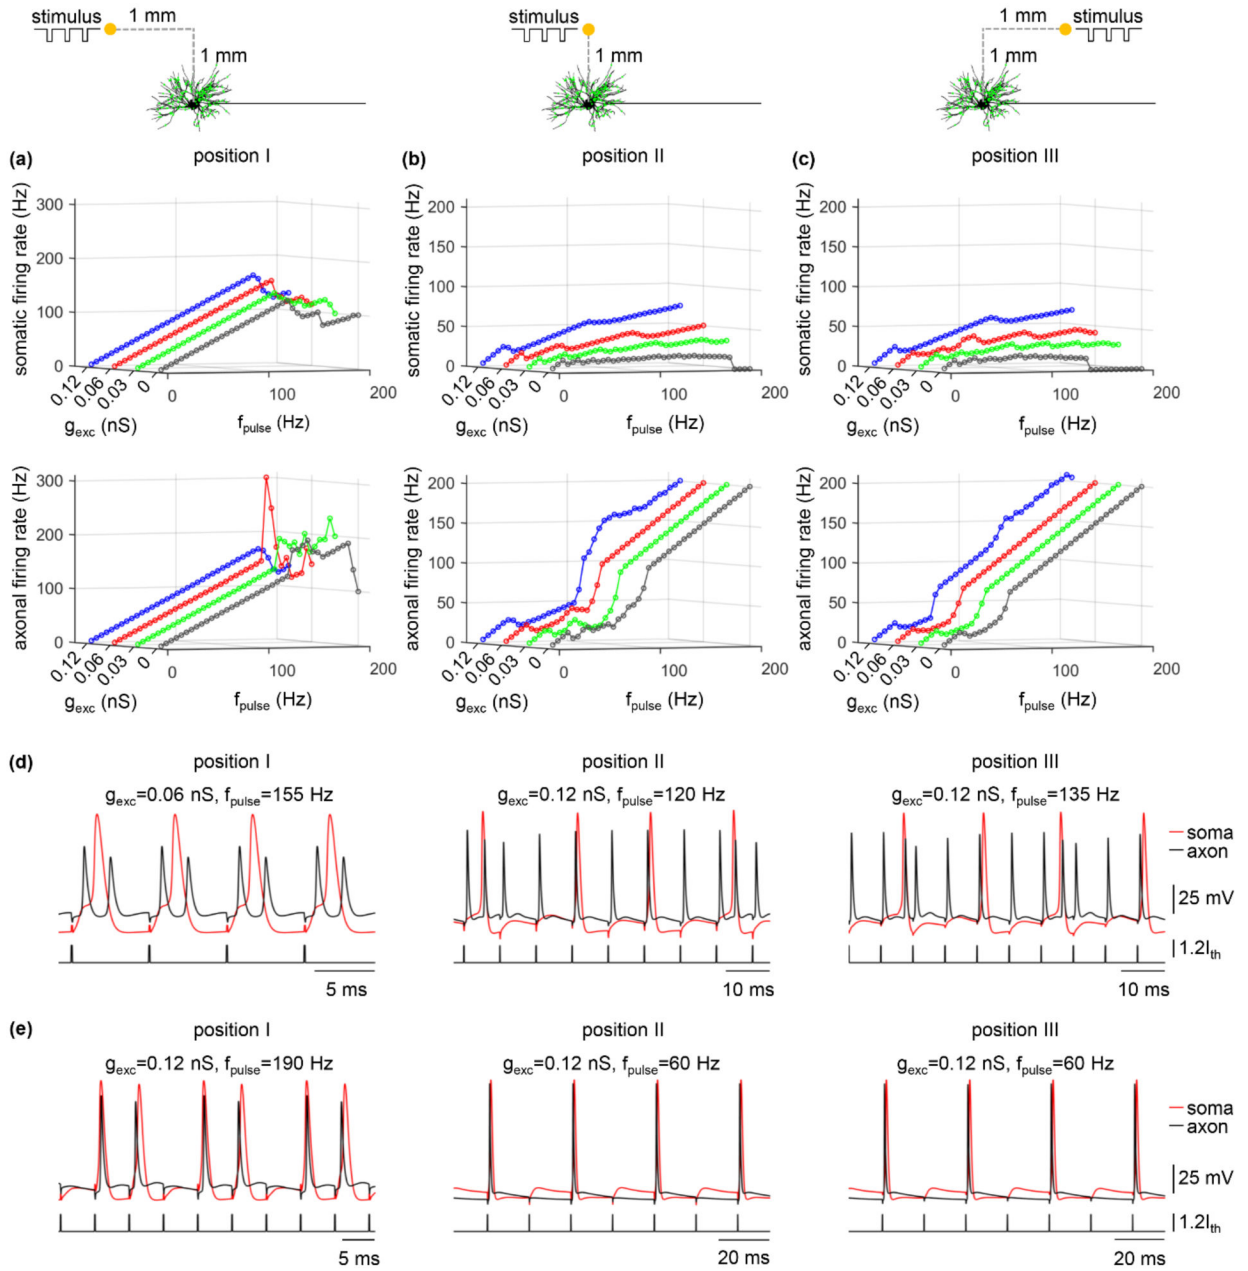 stimulus
1 mm
1 mm
stimulus
1 mm
1 mm
stimulus
1 mm
(a)
position I
(b)
position II
(c)
position III
somatic firing rate (Hz)
300
200
100
0
0.12
0.06
0.03
0
0
100
200
g_exc (nS)
f_pulse (Hz)
somatic firing rate (Hz)
200
150
100
50
0
0.12
0.06
0.03
0
0
100
200
g_exc (nS)
f_pulse (Hz)
somatic firing rate (Hz)
200
150
100
50
0
0.12
0.06
0.03
0
0
100
200
g_exc (nS)
f_pulse (Hz)
axonal firing rate (Hz)
300
200
100
0
0.12
0.06
0.03
0
0
100
200
g_exc (nS)
f_pulse (Hz)
axonal firing rate (Hz)
200
150
100
50
0
0.12
0.06
0.03
0
0
100
200
g_exc (nS)
f_pulse (Hz)
axonal firing rate (Hz)
200
150
100
50
0
0.12
0.06
0.03
0
0
100
200
g_exc (nS)
f_pulse (Hz)
(d)
position I
position II
position III
g_exc=0.06 nS, f_pulse=155 Hz
g_exc=0.12 nS, f_pulse=120 Hz
g_exc=0.12 nS, f_pulse=135 Hz
soma
axon
25 mV
1.2I_th
5 ms
10 ms
10 ms
(e)
position I
position II
position III
g_exc=0.12 nS, f_pulse=190 Hz
g_exc=0.12 nS, f_pulse=60 Hz
g_exc=0.12 nS, f_pulse=60 Hz
soma
axon
25 mV
1.2I_th
5 ms
20 ms
20 ms